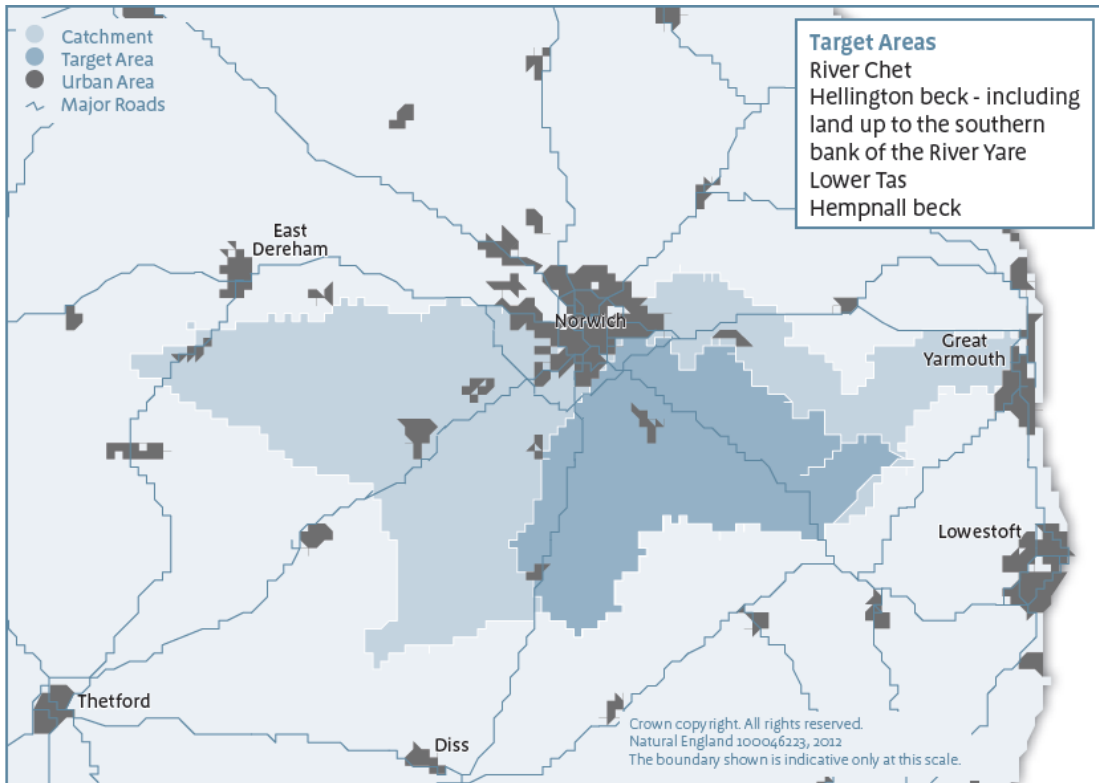 Catchment
Target Area
Urban Area
Major Roads
Target Areas
River Chet
Hellington beck - including
land up to the southern
bank of the River Yare
Lower Tas
Hempnall beck
East
Dereham
Norwich
Great
Yarmouth
Lowestoft
Thetford
Diss
Crown copyright. All rights reserved.
Natural England 100046223, 2012
The boundary shown is indicative only at this scale.